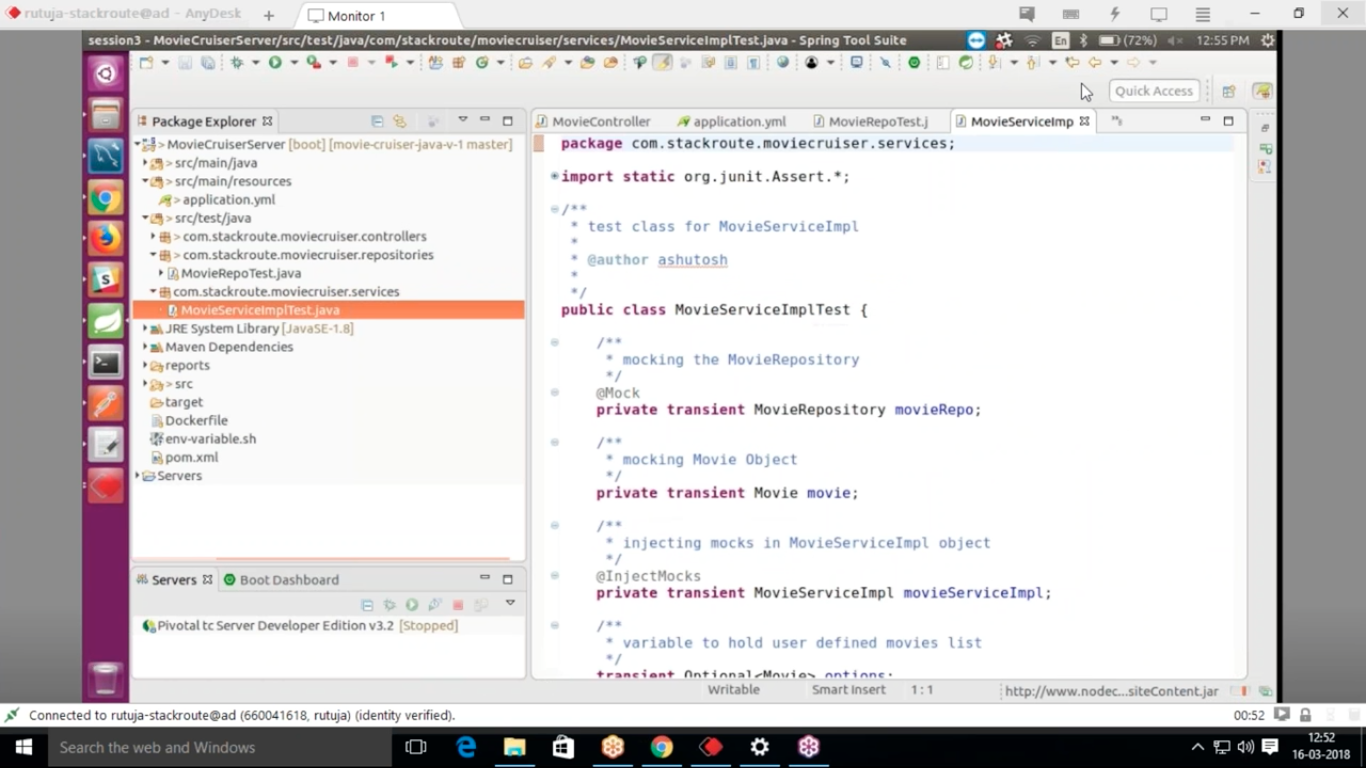 rutuja-stackroute@ad - AnyDesk
Monitor 1
session3 - MovieCruiserServer/src/test/java/com/stackroute/moviecruiser/services/MovieServiceImplTest.java - Spring Tool Suite
En
(72%)
12:55 PM
Quick Access
Package Explorer
> MovieCruiserServer [boot] [movie-cruiser-java-v-1 master]
> src/main/java
> src/main/resources
> application.yml
> src/test/java
> com.stackroute.moviecruiser.controllers
> com.stackroute.moviecruiser.repositories
MovieRepoTest.java
com.stackroute.moviecruiser.services
MovieServiceImplTest.java
JRE System Library [JavaSE-1.8]
Maven Dependencies
reports
> src
target
Dockerfile
env-variable.sh
pom.xml
Servers
Servers
Boot Dashboard
Pivotal tc Server Developer Edition v3.2 [Stopped]
MovieController
application.yml
MovieRepoTest.j
MovieServiceImp
package com.stackroute.moviecruiser.services;
import static org.junit.Assert.*;
/**
* test class for MovieServiceImpl
*
* @author ashutosh
*
*/
public class MovieServiceImplTest {
/**
* mocking the MovieRepository
*/
@Mock
private transient MovieRepository movieRepo;
/**
* mocking Movie Object
*/
private transient Movie movie;
/**
* injecting mocks in MovieServiceImpl object
*/
@InjectMocks
private transient MovieServiceImpl movieServiceImpl;
/**
* variable to hold user defined movies list
*/
transient Optional<Movie> options;
Writable
Smart Insert
1 : 1
http://www.nodec...siteContent.jar
Connected to rutuja-stackroute@ad (660041618, rutuja) (identity verified).
00:52
Search the web and Windows
12:52
16-03-2018